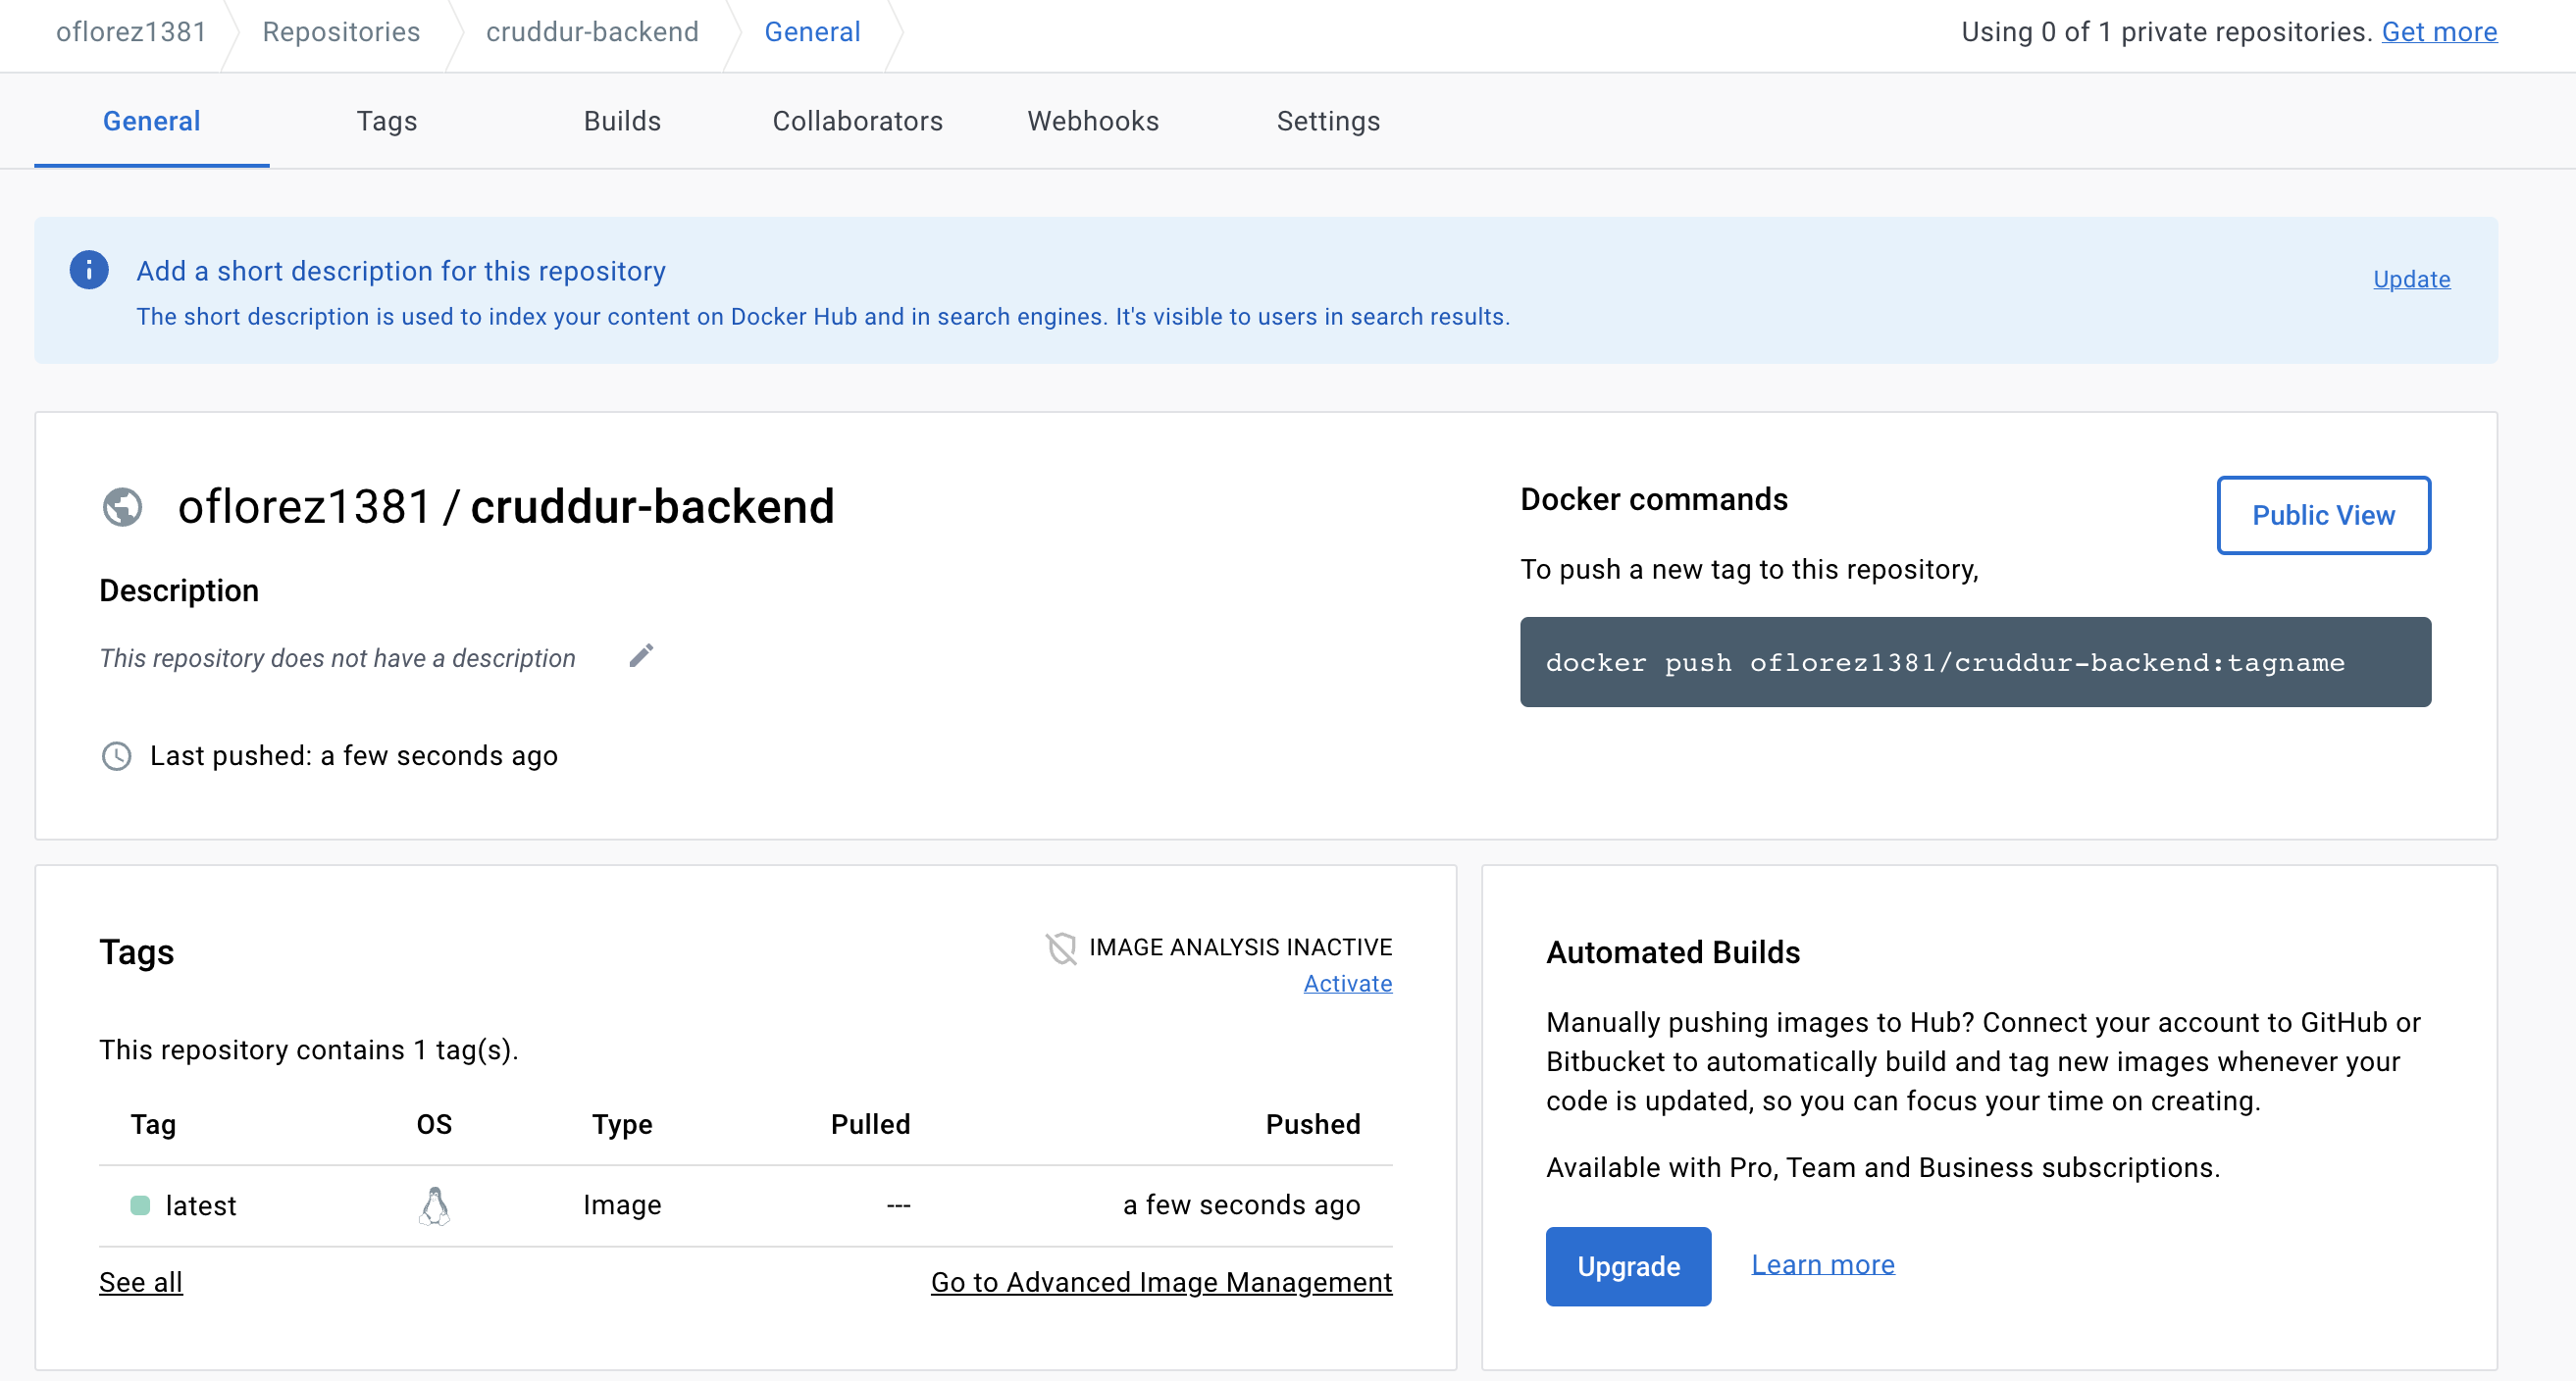 oflorez1381 Repositories cruddur-backend General Using 0 of 1 private repositories. Get more
General Tags Builds Collaborators Webhooks Settings
Add a short description for this repository
Update
The short description is used to index your content on Docker Hub and in search engines. It's visible to users in search results.
oflorez1381 / cruddur-backend
Description
This repository does not have a description
Last pushed: a few seconds ago
Docker commands
Public View
To push a new tag to this repository,
docker push oflorez1381/cruddur-backend:tagname
Tags
IMAGE ANALYSIS INACTIVE
Activate
This repository contains 1 tag(s).
Tag OS Type Pulled Pushed
latest Image --- a few seconds ago
See all Go to Advanced Image Management
Automated Builds
Manually pushing images to Hub? Connect your account to GitHub or
Bitbucket to automatically build and tag new images whenever your
code is updated, so you can focus your time on creating.
Available with Pro, Team and Business subscriptions.
Upgrade Learn more